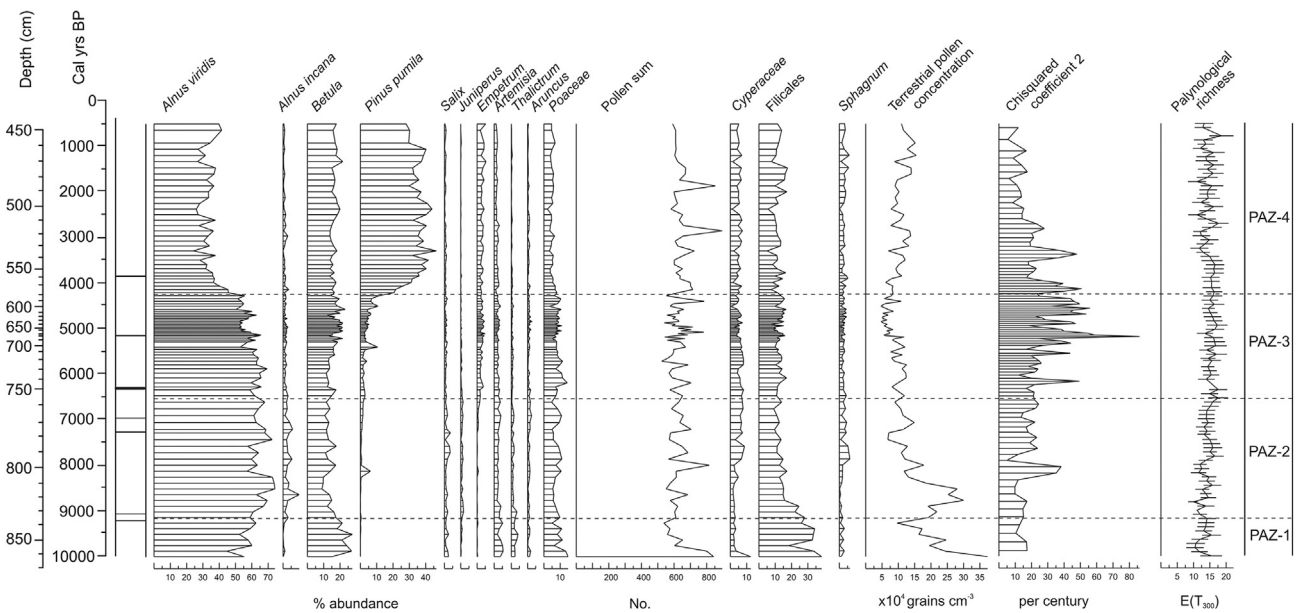 Depth (cm)
Cal yrs BP
Alnus viridis
Alnus incana
Betula
Pinus pumila
Salix
Juniperus
Empetrum
Artemisia
Thalictrum
Aruncus
Poaceae
Pollen sum
Cyperaceae
Filicales
Sphagnum
Terrestrial pollen
concentration
Chisquared
coefficient 2
Palynological
richness
0
450
1000
2000
500
3000
550
4000
600
650
5000
700
6000
750
7000
800
8000
9000
850
10000
PAZ-4
PAZ-3
PAZ-2
PAZ-1
10 20 30 40 50 60 70
10 20
10 20 30 40
10
200 400 600 800
10 20 30
5 10 15 20 25 30 35
10 20 30 40 50 60 70 80
5 10 15 20
% abundance
No.
x10⁴ grains cm⁻³
per century
E(T₃₀₀)